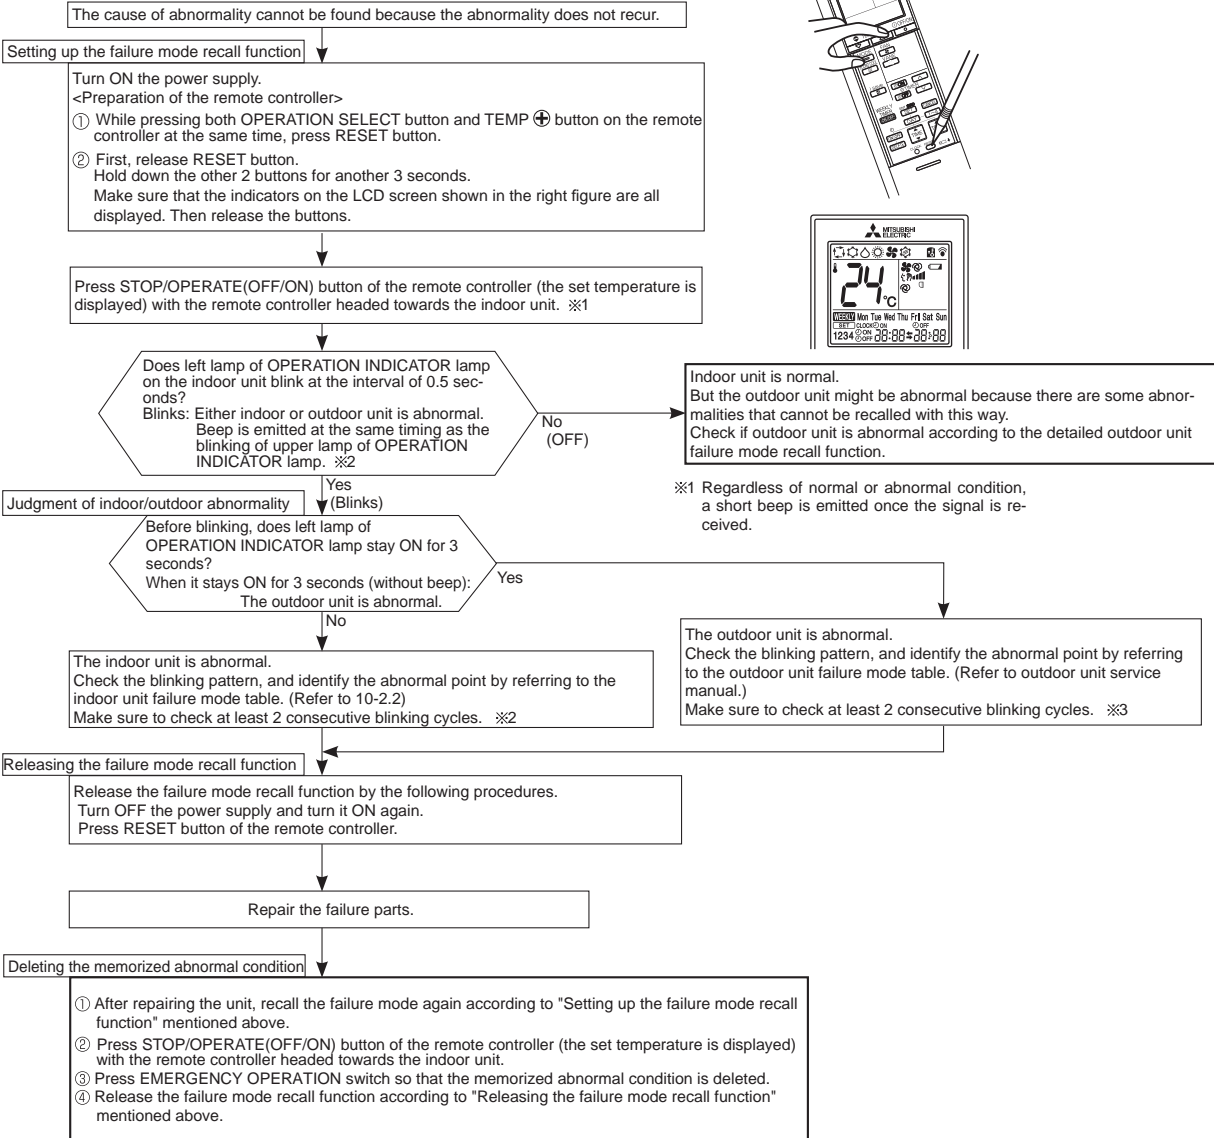 The cause of abnormality cannot be found because the abnormality does not recur.
Setting up the failure mode recall function
Turn ON the power supply.
<Preparation of the remote controller>
① While pressing both OPERATION SELECT button and TEMP ⊕ button on the remote
controller at the same time, press RESET button.
② First, release RESET button.
Hold down the other 2 buttons for another 3 seconds.
Make sure that the indicators on the LCD screen shown in the right figure are all
displayed. Then release the buttons.
MITSUBISHI
ELECTRIC
24 °C
WEEKLY Mon Tue Wed Thu Fri Sat Sun
SET CLOCK ON OFF
1234 ON OFF 88:88 88:88
Press STOP/OPERATE(OFF/ON) button of the remote controller (the set temperature is
displayed) with the remote controller headed towards the indoor unit. ※1
Does left lamp of OPERATION INDICATOR lamp
on the indoor unit blink at the interval of 0.5 sec-
onds?
Blinks: Either indoor or outdoor unit is abnormal.
Beep is emitted at the same timing as the
blinking of upper lamp of OPERATION
INDICATOR lamp. ※2
No
(OFF)
Indoor unit is normal.
But the outdoor unit might be abnormal because there are some abnor-
malities that cannot be recalled with this way.
Check if outdoor unit is abnormal according to the detailed outdoor unit
failure mode recall function.
Yes
(Blinks)
※1 Regardless of normal or abnormal condition,
a short beep is emitted once the signal is re-
ceived.
Judgment of indoor/outdoor abnormality
Before blinking, does left lamp of
OPERATION INDICATOR lamp stay ON for 3
seconds?
When it stays ON for 3 seconds (without beep):
The outdoor unit is abnormal.
Yes
No
The indoor unit is abnormal.
Check the blinking pattern, and identify the abnormal point by referring to the
indoor unit failure mode table. (Refer to 10-2.2)
Make sure to check at least 2 consecutive blinking cycles. ※2
The outdoor unit is abnormal.
Check the blinking pattern, and identify the abnormal point by referring
to the outdoor unit failure mode table. (Refer to outdoor unit service
manual.)
Make sure to check at least 2 consecutive blinking cycles. ※3
Releasing the failure mode recall function
Release the failure mode recall function by the following procedures.
Turn OFF the power supply and turn it ON again.
Press RESET button of the remote controller.
Repair the failure parts.
Deleting the memorized abnormal condition
① After repairing the unit, recall the failure mode again according to "Setting up the failure mode recall
function" mentioned above.
② Press STOP/OPERATE(OFF/ON) button of the remote controller (the set temperature is displayed)
with the remote controller headed towards the indoor unit.
③ Press EMERGENCY OPERATION switch so that the memorized abnormal condition is deleted.
④ Release the failure mode recall function according to "Releasing the failure mode recall function"
mentioned above.